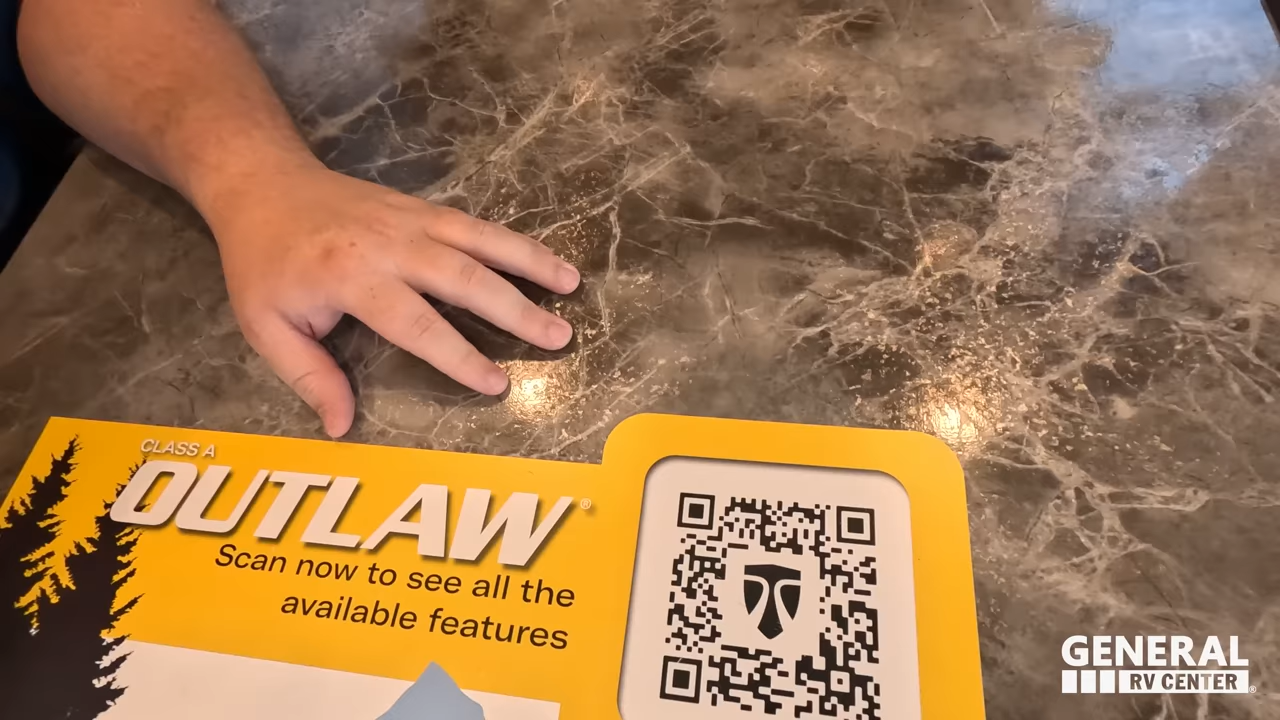 CLASS A
OUTLAW®
Scan now to see all the
available features
GENERAL
RV CENTER®